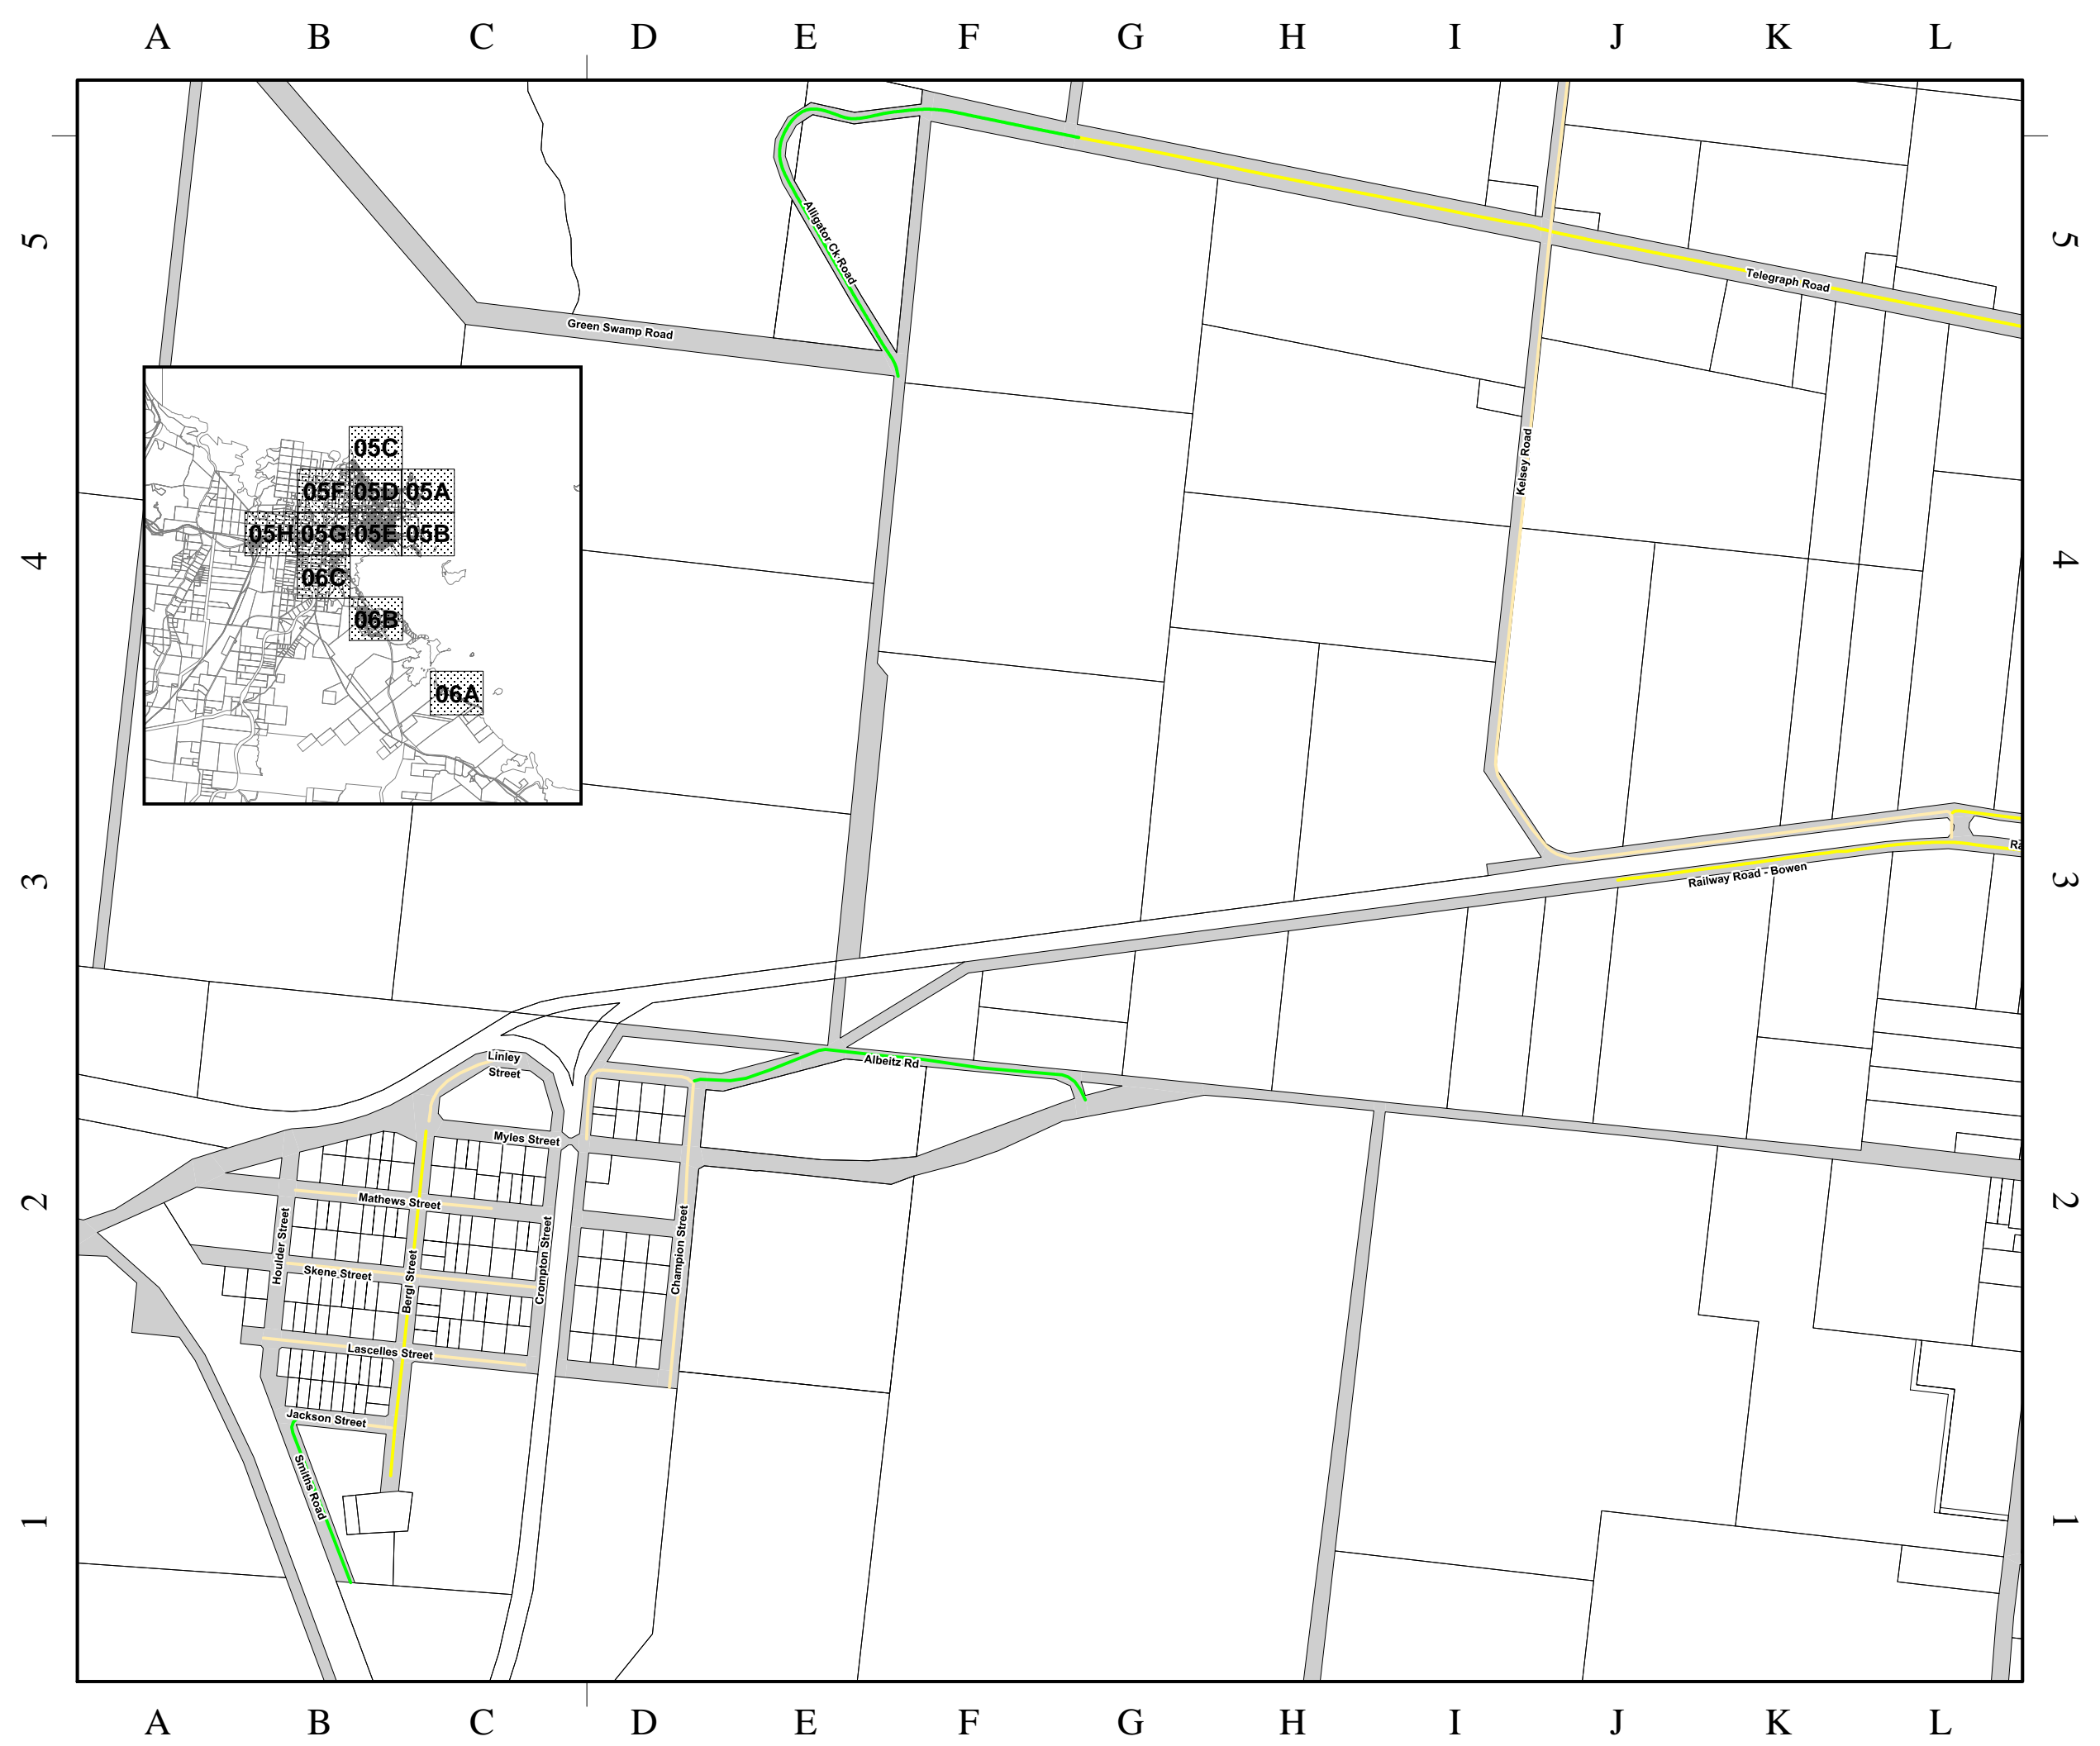 A B C D E F G H I J K L
5 5
Alligator Ck Road
Telegraph Road
Green Swamp Road
Kelsey Road
05C
05F 05D 05A
05H 05G 05E 05B
06C
06B
06A
4 4
3 3
Railway Road - Bowen
Ra
Linley
Street
Albeitz Rd
Myles Street
2 2
Mathews Street
Houlder Street
Skene Street
Bergl Street
Crompton Street
Champion Street
Lascelles Street
Jackson Street
Smiths Road
1 1
A B C D E F G H I J K L